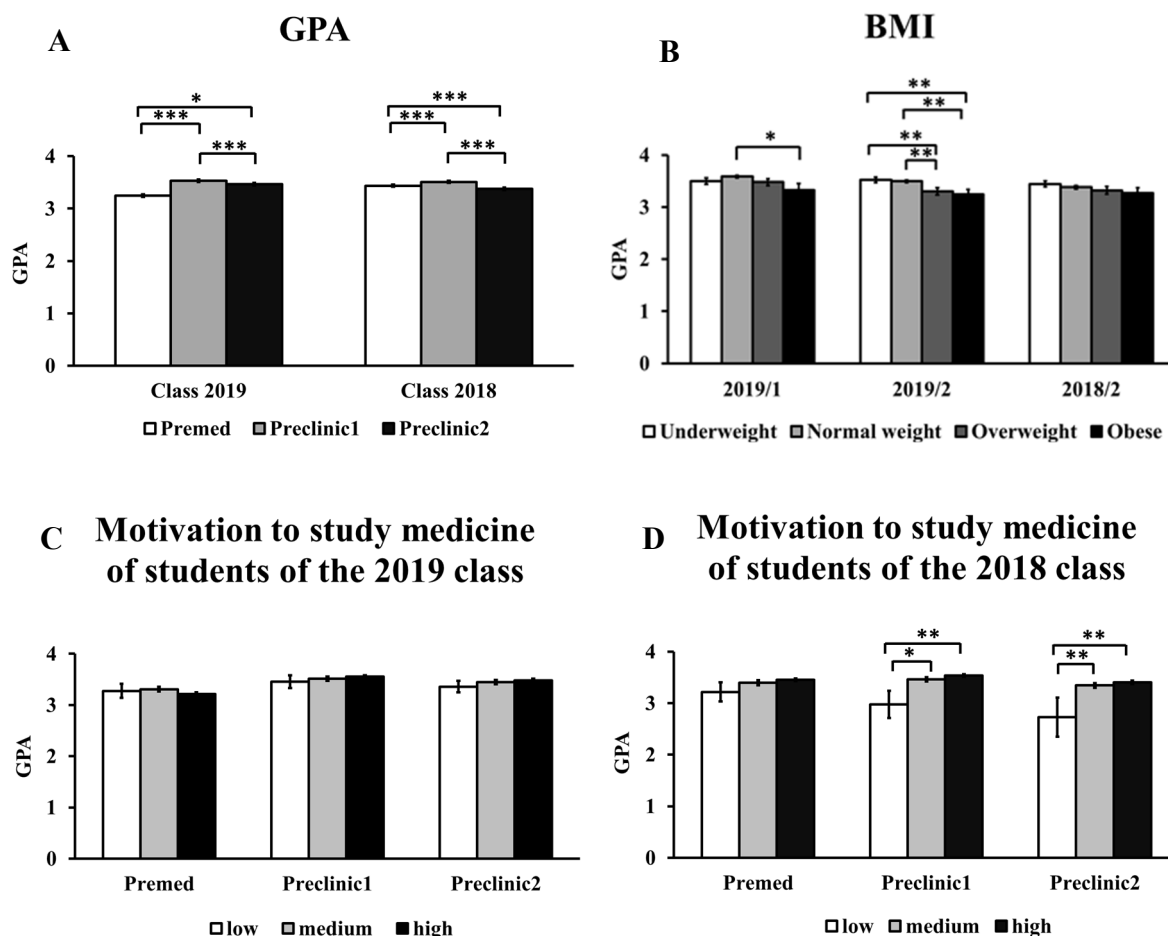 A
GPA
*
***
***
***
***
***
***
4
3
2
1
0
GPA
Class 2019
Class 2018
Premed
Preclinic1
Preclinic2
B
BMI
*
**
**
**
**
4
3
2
1
0
GPA
2019/1
2019/2
2018/2
Underweight
Normal weight
Overweight
Obese
C
Motivation to study medicine
of students of the 2019 class
4
3
2
1
0
GPA
Premed
Preclinic1
Preclinic2
low
medium
high
D
Motivation to study medicine
of students of the 2018 class
**
*
**
**
4
3
2
1
0
GPA
Premed
Preclinic1
Preclinic2
low
medium
high